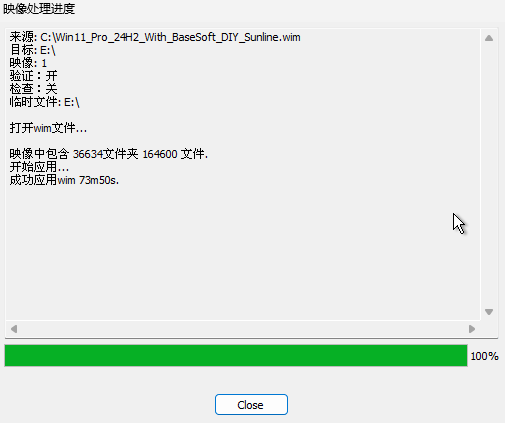 映像处理进度
来源: C:\Win11_Pro_24H2_With_BaseSoft_DIY_Sunline.wim
目标: E:\
映像: 1
验证：开
检查：关
临时文件: E:\
打开wim文件...
映像中包含 36634文件夹 164600 文件.
开始应用...
成功应用wim 73m50s.
100%
Close